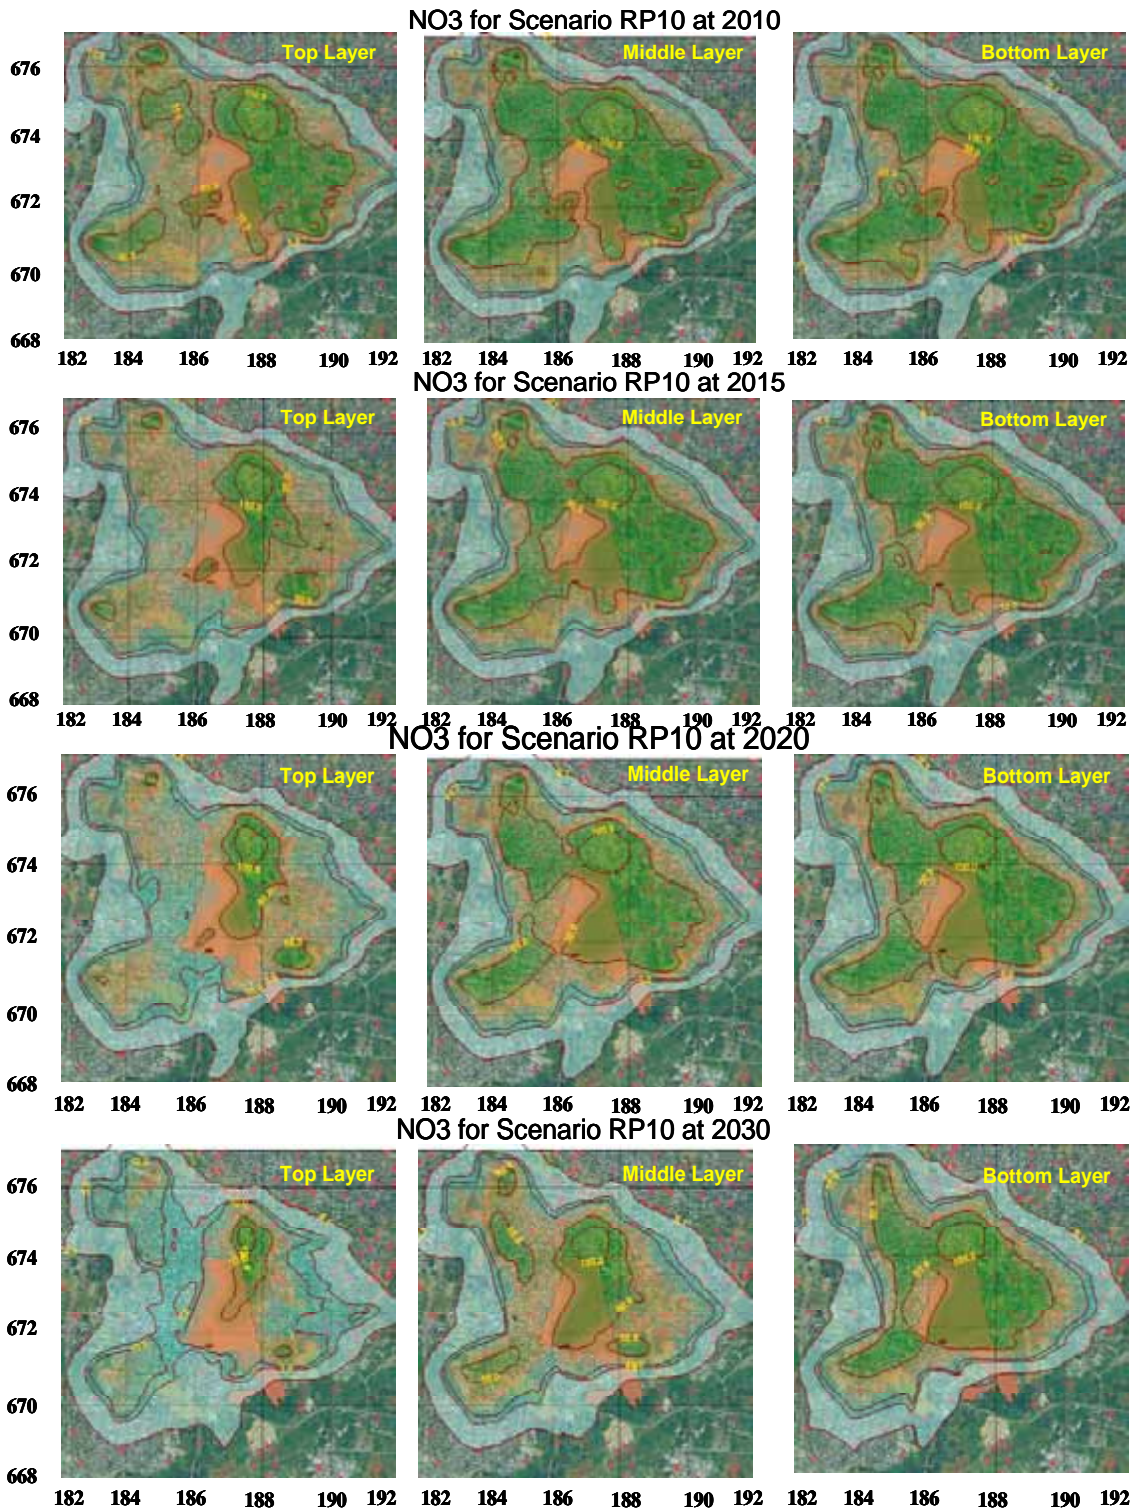 NO3 for Scenario RP10 at 2010
Top Layer
Middle Layer
Bottom Layer
676
674
672
670
668
182 184 186 188 190 192
182 184 186 188 190 192
182 184 186 188 190 192
NO3 for Scenario RP10 at 2015
Top Layer
Middle Layer
Bottom Layer
676
674
672
670
668
182 184 186 188 190 192
182 184 186 188 190 192
182 184 186 188 190 192
NO3 for Scenario RP10 at 2020
Top Layer
Middle Layer
Bottom Layer
676
674
672
670
668
182 184 186 188 190 192
182 184 186 188 190 192
182 184 186 188 190 192
NO3 for Scenario RP10 at 2030
Top Layer
Middle Layer
Bottom Layer
676
674
672
670
668
182 184 186 188 190 192
182 184 186 188 190 192
182 184 186 188 190 192